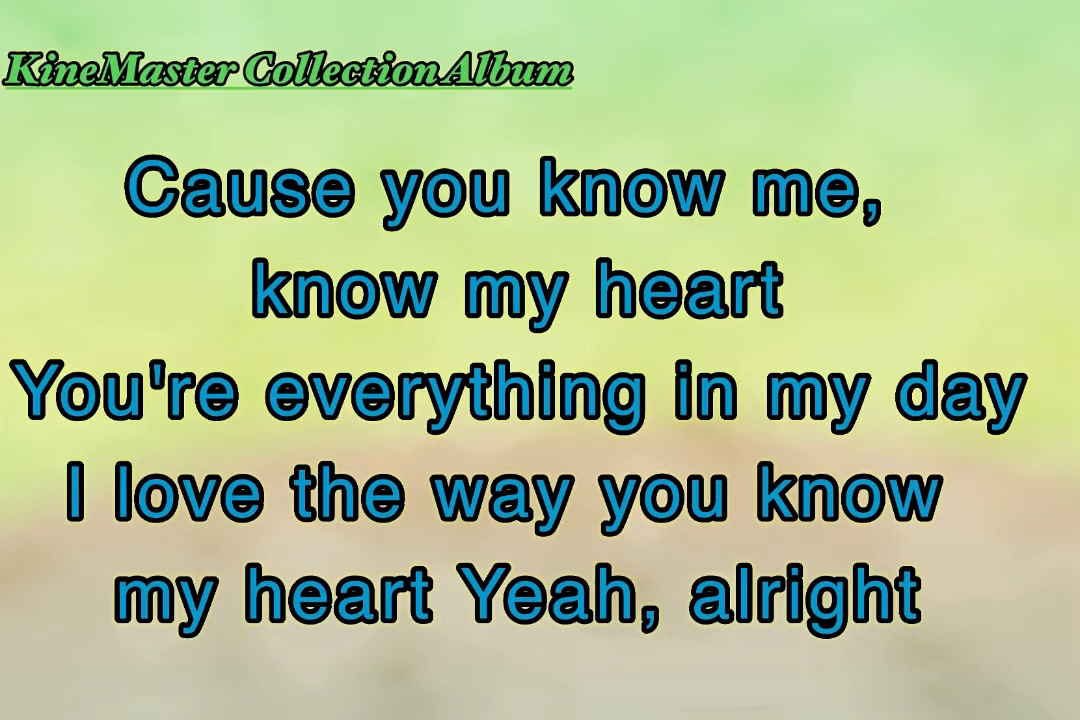 KineMaster Collection Album
Cause you know me,
know my heart
You're everything in my day
I love the way you know
my heart Yeah, alright